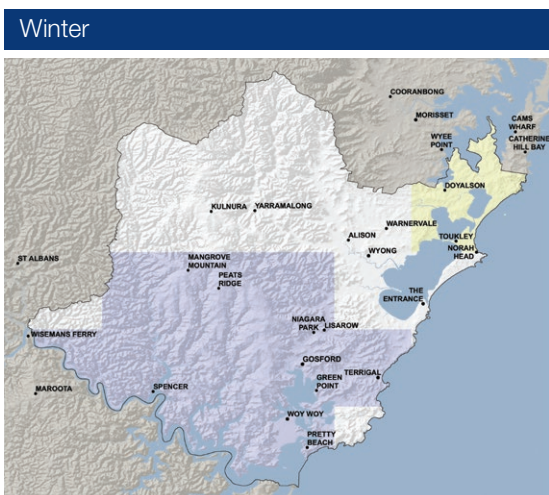 Winter
COORANBONG
MORISSET
CAMS
WHARF
CATHERINE
HILL BAY
WYEE
POINT
DOYALSON
KULNURA
YARRAMALONG
WARNERVALE
ALISON
TOUKLEY
NORAH
HEAD
WYONG
ST ALBANS
MANGROVE
MOUNTAIN
PEATS
RIDGE
THE
ENTRANCE
NIAGARA
PARK
LISAROW
WISEMANS FERRY
GOSFORD
GREEN
POINT
TERRIGAL
MAROOTA
SPENCER
WOY WOY
PRETTY
BEACH